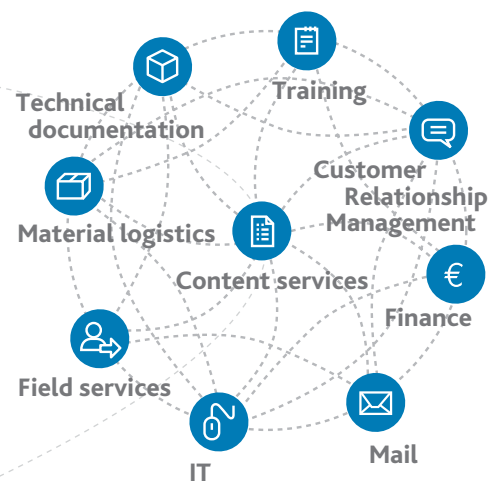 Training
Technical
documentation
Customer
Relationship
Management
Material logistics
Content services
€
Finance
Field services
Mail
IT